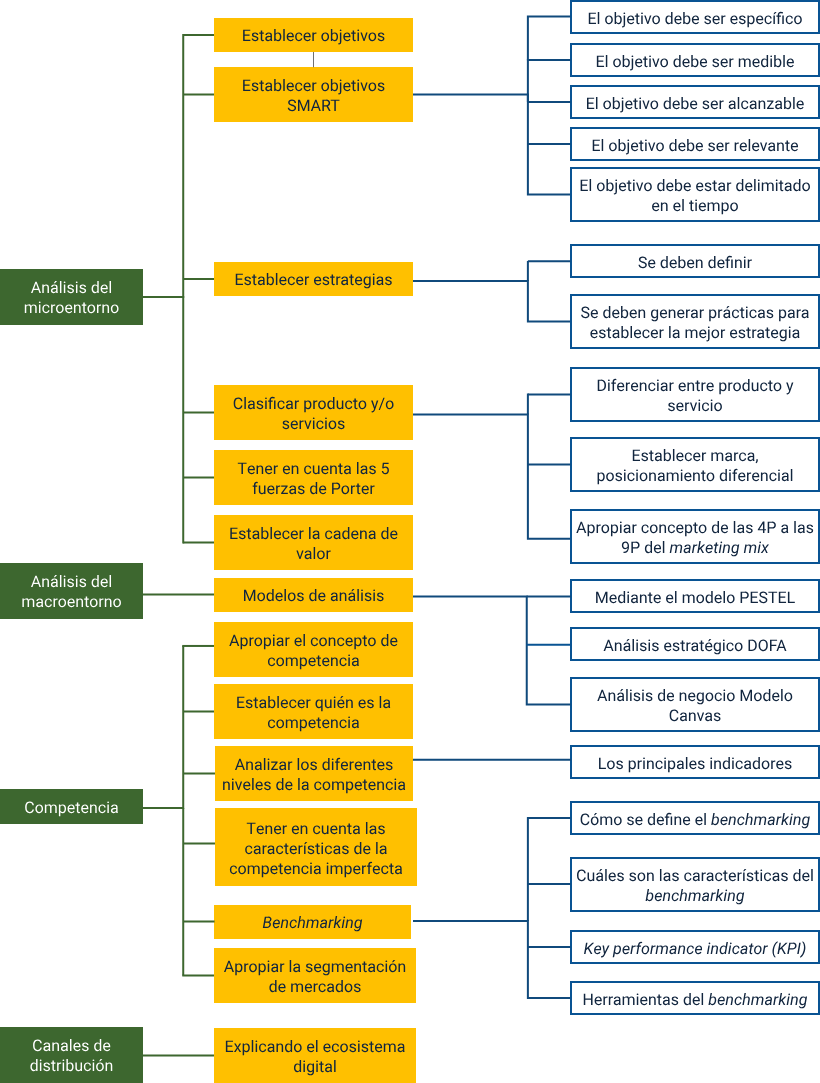 Análisis del
microentorno
Establecer objetivos
Establecer objetivos
SMART
El objetivo debe ser específico
El objetivo debe ser medible
El objetivo debe ser alcanzable
El objetivo debe ser relevante
El objetivo debe estar delimitado
en el tiempo
Establecer estrategias
Se deben definir
Se deben generar prácticas para
establecer la mejor estrategia
Clasificar producto y/o
servicios
Diferenciar entre producto y
servicio
Establecer marca,
posicionamiento diferencial
Apropiar concepto de las 4P a las
9P del marketing mix
Tener en cuenta las 5
fuerzas de Porter
Establecer la cadena de
valor
Análisis del
macroentorno
Modelos de análisis
Mediante el modelo PESTEL
Análisis estratégico DOFA
Análisis de negocio Modelo
Canvas
Competencia
Apropiar el concepto de
competencia
Establecer quién es la
competencia
Analizar los diferentes
niveles de la competencia
Los principales indicadores
Tener en cuenta las
características de la
competencia imperfecta
Benchmarking
Cómo se define el benchmarking
Cuáles son las características del
benchmarking
Key performance indicator (KPI)
Herramientas del benchmarking
Apropiar la segmentación
de mercados
Canales de
distribución
Explicando el ecosistema
digital